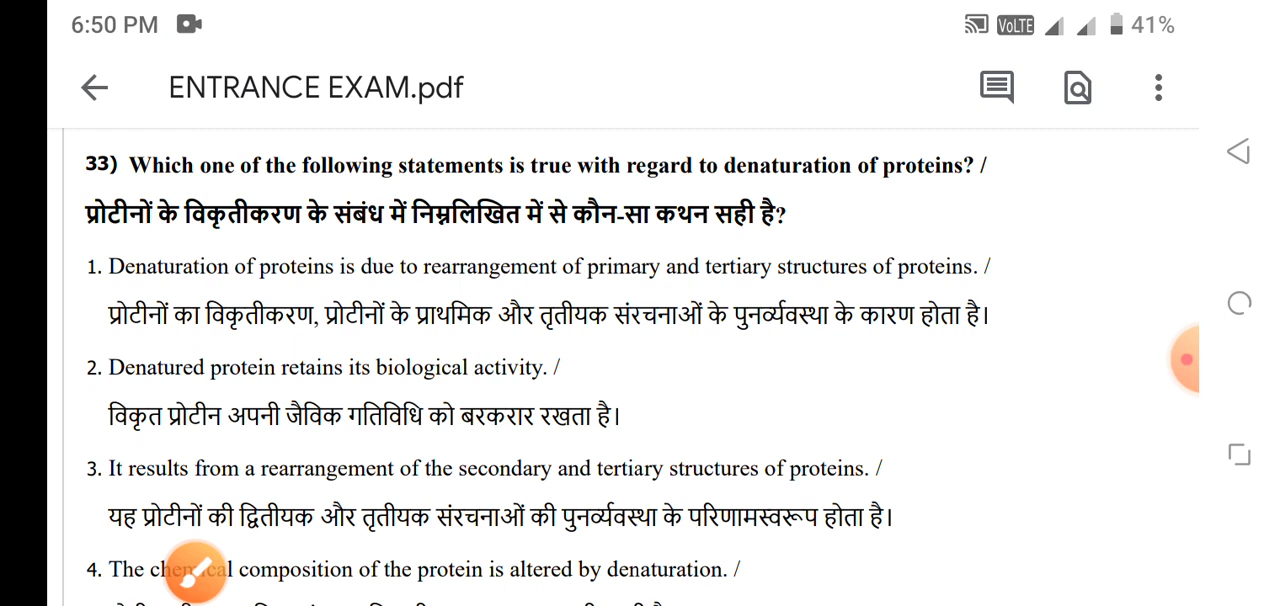 6:50 PM VoLTE 41%
ENTRANCE EXAM.pdf
33) Which one of the following statements is true with regard to denaturation of proteins? /
प्रोटीनों के विकृतीकरण के संबंध में निम्नलिखित में से कौन-सा कथन सही है?
1. Denaturation of proteins is due to rearrangement of primary and tertiary structures of proteins. /
प्रोटीनों का विकृतीकरण, प्रोटीनों के प्राथमिक और तृतीयक संरचनाओं के पुनर्व्यवस्था के कारण होता है।
2. Denatured protein retains its biological activity. /
विकृत प्रोटीन अपनी जैविक गतिविधि को बरकरार रखता है।
3. It results from a rearrangement of the secondary and tertiary structures of proteins. /
यह प्रोटीनों की द्वितीयक और तृतीयक संरचनाओं की पुनर्व्यवस्था के परिणामस्वरूप होता है।
4. The chemical composition of the protein is altered by denaturation. /